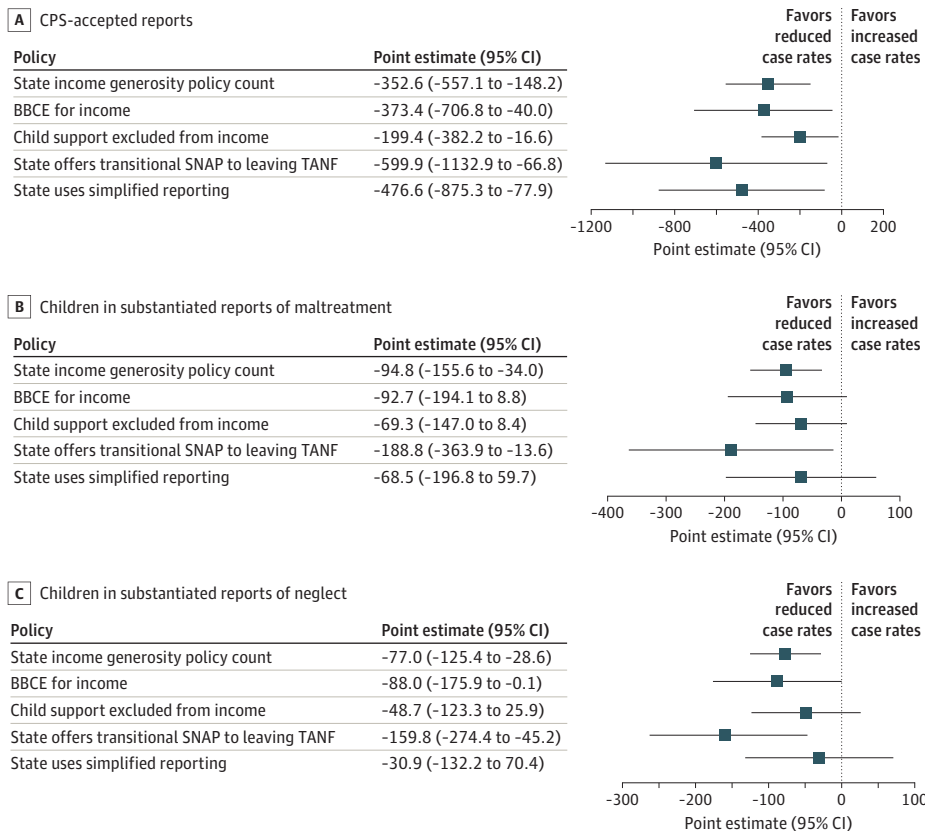 A CPS-accepted reports
Favors reduced case rates
Favors increased case rates
Policy Point estimate (95% CI)
State income generosity policy count -352.6 (-557.1 to -148.2)
BBCE for income -373.4 (-706.8 to -40.0)
Child support excluded from income -199.4 (-382.2 to -16.6)
State offers transitional SNAP to leaving TANF -599.9 (-1132.9 to -66.8)
State uses simplified reporting -476.6 (-875.3 to -77.9)
-1200 -800 -400 0 200
Point estimate (95% CI)
B Children in substantiated reports of maltreatment
Favors reduced case rates
Favors increased case rates
Policy Point estimate (95% CI)
State income generosity policy count -94.8 (-155.6 to -34.0)
BBCE for income -92.7 (-194.1 to 8.8)
Child support excluded from income -69.3 (-147.0 to 8.4)
State offers transitional SNAP to leaving TANF -188.8 (-363.9 to -13.6)
State uses simplified reporting -68.5 (-196.8 to 59.7)
-400 -300 -200 -100 0 100
Point estimate (95% CI)
C Children in substantiated reports of neglect
Favors reduced case rates
Favors increased case rates
Policy Point estimate (95% CI)
State income generosity policy count -77.0 (-125.4 to -28.6)
BBCE for income -88.0 (-175.9 to -0.1)
Child support excluded from income -48.7 (-123.3 to 25.9)
State offers transitional SNAP to leaving TANF -159.8 (-274.4 to -45.2)
State uses simplified reporting -30.9 (-132.2 to 70.4)
-300 -200 -100 0 100
Point estimate (95% CI)